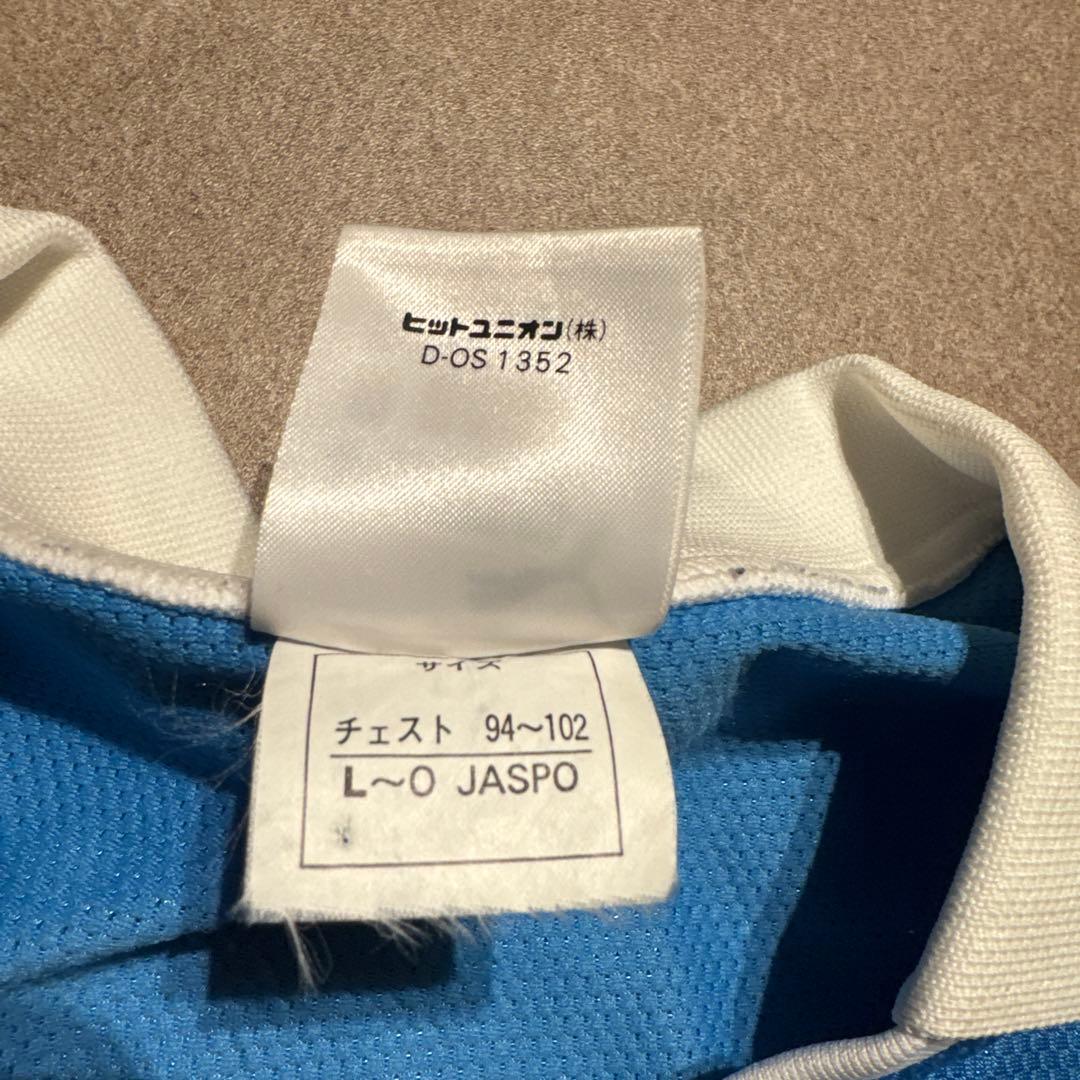 ヒットユニオン(株)
D-OS 1352
サイズ
チェスト 94〜102
L〜O JASPO